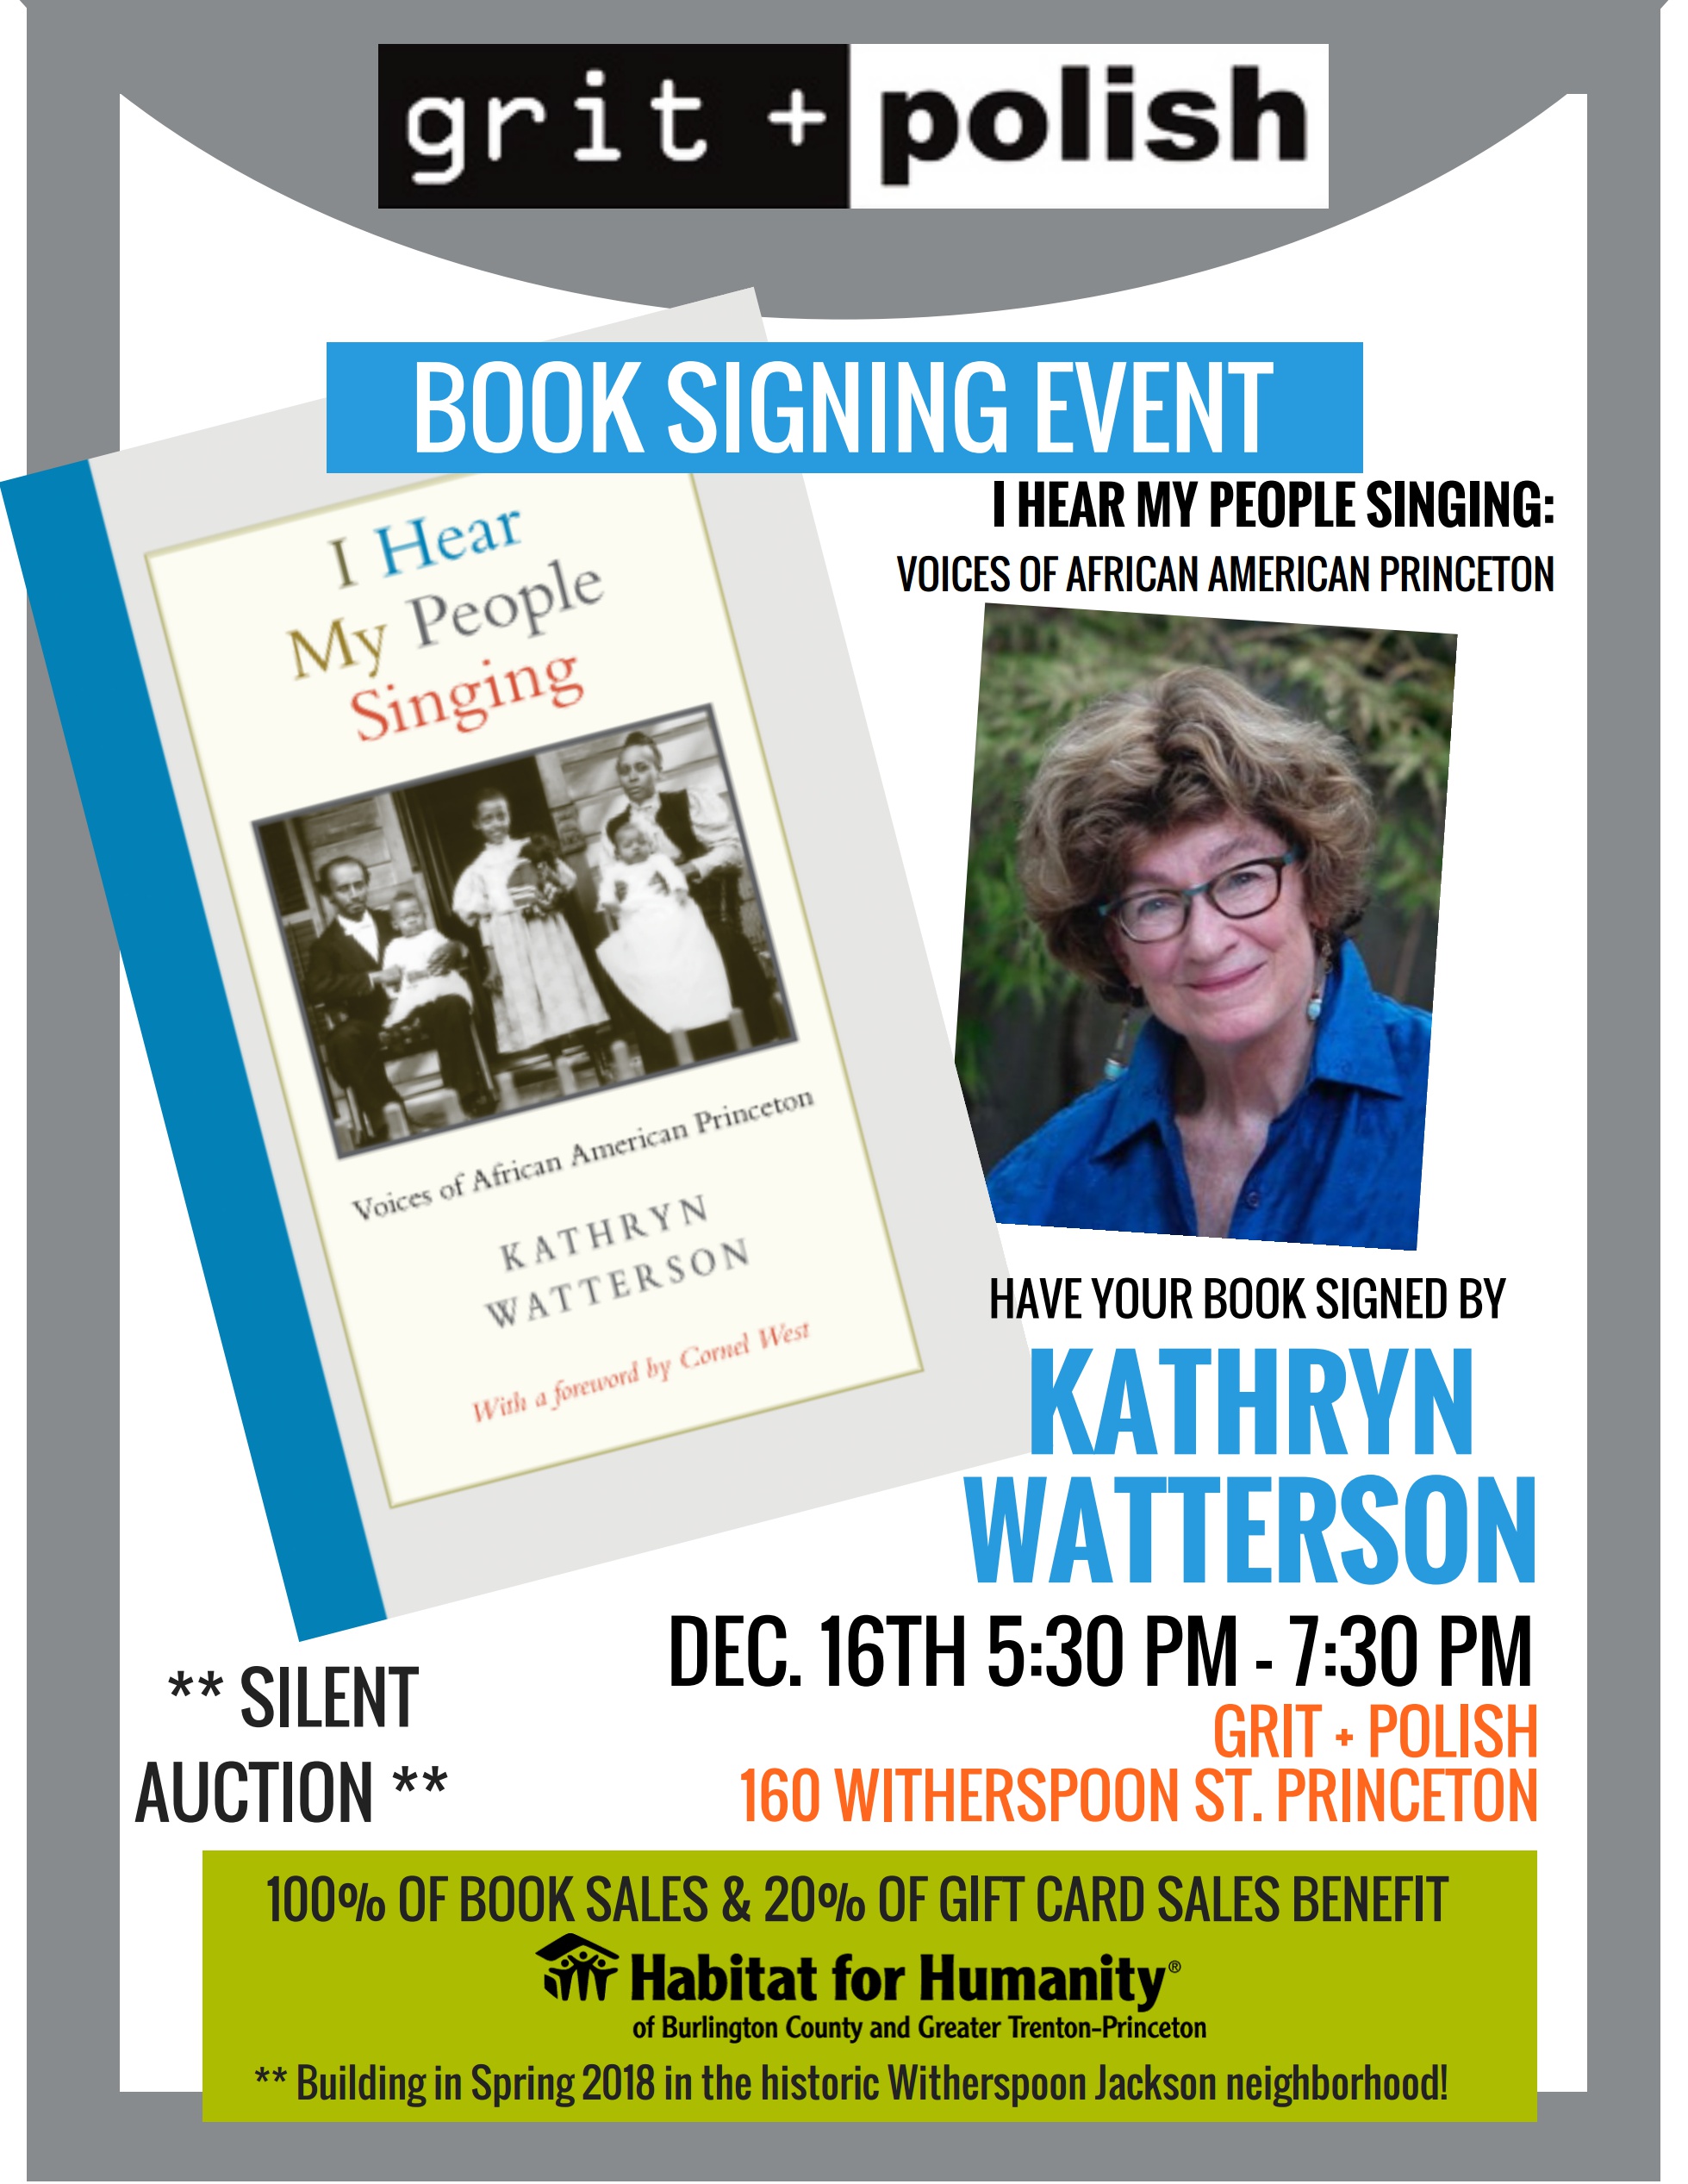 grit + polish
BOOK SIGNING EVENT
I HEAR MY PEOPLE SINGING:
VOICES OF AFRICAN AMERICAN PRINCETON
I Hear
My People
Singing
Voices of African American Princeton
KATHRYN
WATTERSON
With a foreword by Cornel West
HAVE YOUR BOOK SIGNED BY
KATHRYN
WATTERSON
DEC. 16TH 5:30 PM - 7:30 PM
GRIT + POLISH
160 WITHERSPOON ST. PRINCETON
** SILENT
AUCTION **
100% OF BOOK SALES & 20% OF GIFT CARD SALES BENEFIT
Habitat for Humanity®
of Burlington County and Greater Trenton-Princeton
** Building in Spring 2018 in the historic Witherspoon Jackson neighborhood!